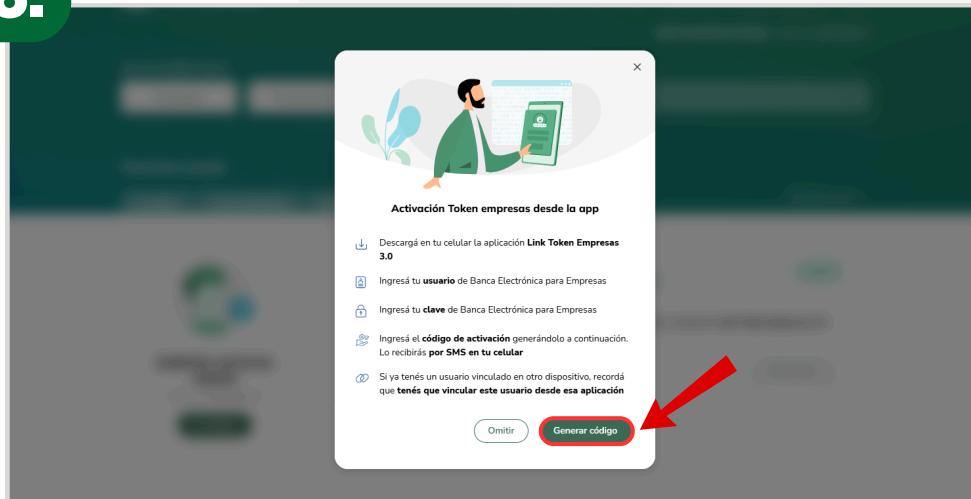 Activación Token empresas desde la app
Descargá en tu celular la aplicación Link Token Empresas
3.0
Ingresá tu usuario de Banca Electrónica para Empresas
Ingresá tu clave de Banca Electrónica para Empresas
Ingresá el código de activación generándolo a continuación.
Lo recibirás por SMS en tu celular
Si ya tenés un usuario vinculado en otro dispositivo, recordá
que tenés que vincular este usuario desde esa aplicación
Omitir
Generar código